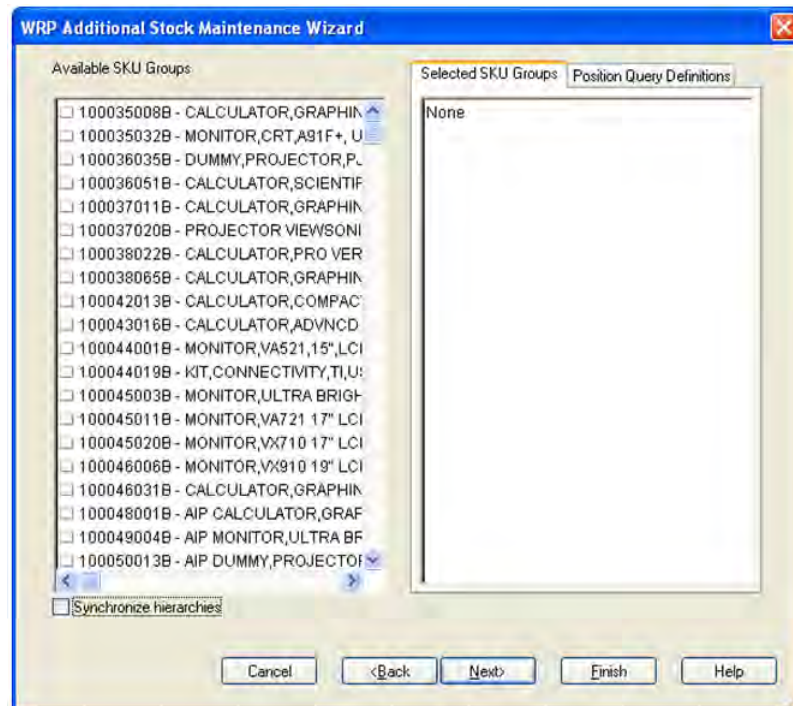 WRP Additional Stock Maintenance Wizard
Available SKU Groups
100035008B - CALCULATOR,GRAPHIN
100035032B - MONITOR,CRT,A91F+, U
100036035B - DUMMY,PROJECTOR,PJ
100036051B - CALCULATOR,SCIENTIF
100037011B - CALCULATOR,GRAPHIN
100037020B - PROJECTOR VIEWSONI
100038022B - CALCULATOR,PRO VER
100038065B - CALCULATOR,GRAPHIN
100042013B - CALCULATOR,COMPAC
100043016B - CALCULATOR,ADVNCD
100044001B - MONITOR,VA521,15",LCI
100044019B - KIT,CONNECTIVITY,TI,U
100045003B - MONITOR,ULTRA BRIGH
100045011B - MONITOR,VA721 17" LCI
100045020B - MONITOR,VX710 17" LCI
100046006B - MONITOR,VX910 19" LCI
100046031B - CALCULATOR,GRAPHIN
100048001B - AIP CALCULATOR,GRAF
100049004B - AIP MONITOR,ULTRA BF
100050013B - AIP DUMMY,PROJECTOF
Synchronize hierarchies
Selected SKU Groups Position Query Definitions
None
Cancel <Back Next> Finish Help